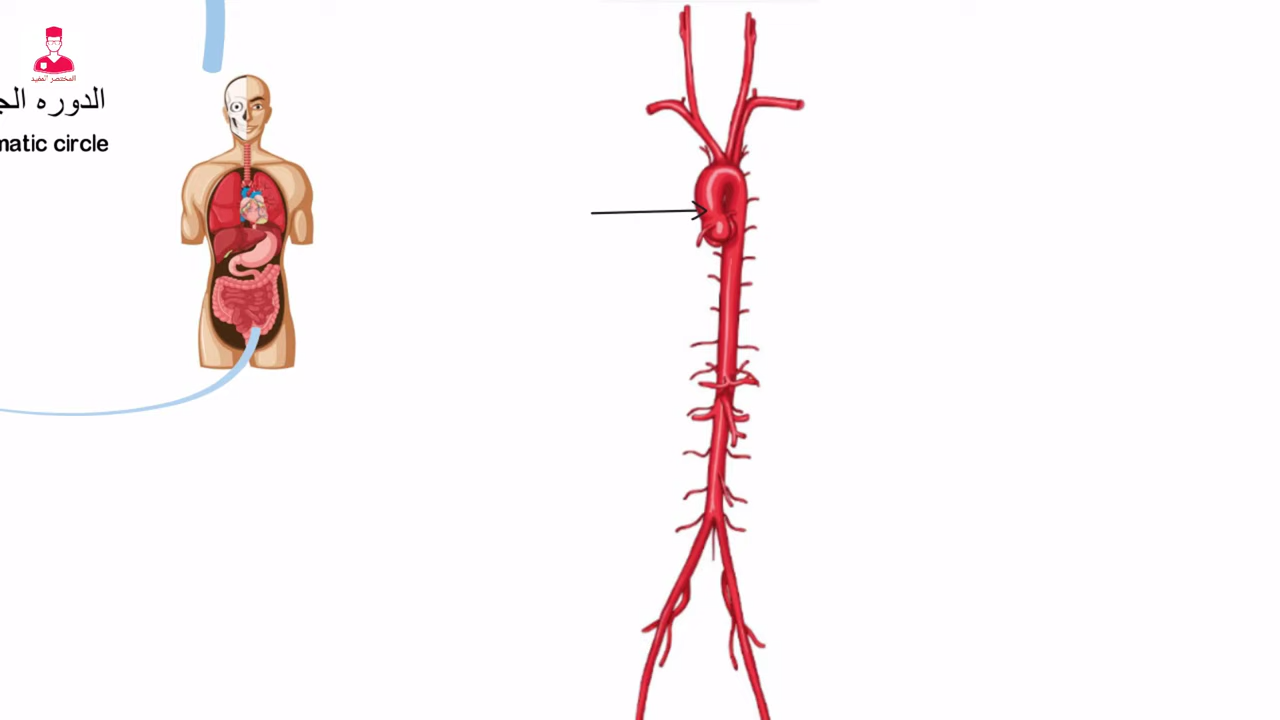 المختصر المفيد
الدوره الج
matic circle